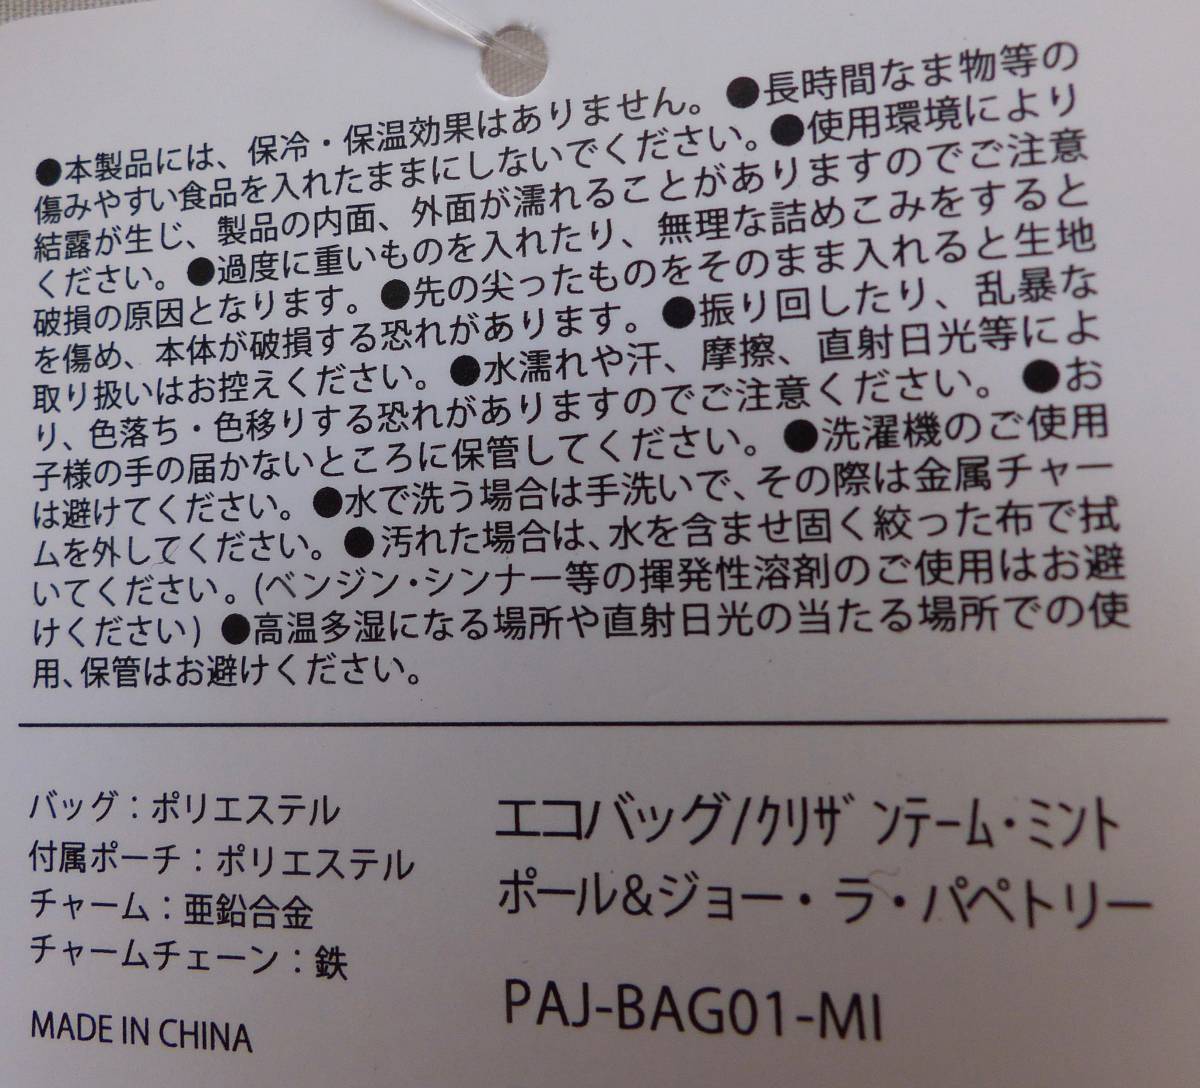 ●本製品には、保冷・保温効果はありません。●長時間なま物等の
傷みやすい食品を入れたままにしないでください。●使用環境により
結露が生じ、製品の内面、外面が濡れることがありますのでご注意
ください。●過度に重いものを入れたり、無理な詰めこみをすると
破損の原因となります。●先の尖ったものをそのまま入れると生地
を傷め、本体が破損する恐れがあります。●振り回したり、乱暴な
取り扱いはお控えください。●水濡れや汗、摩擦、直射日光等によ
り、色落ち・色移りする恐れがありますのでご注意ください。●お
子様の手の届かないところに保管してください。●洗濯機のご使用
は避けてください。●水で洗う場合は手洗いで、その際は金属チャー
ムを外してください。●汚れた場合は、水を含ませ固く絞った布で拭
いてください。(ベンジン・シンナー等の揮発性溶剤のご使用はお避
けください) ●高温多湿になる場所や直射日光の当たる場所での使
用、保管はお避けください。
バッグ：ポリエステル
付属ポーチ：ポリエステル
チャーム：亜鉛合金
チャームチェーン：鉄
MADE IN CHINA
エコバッグ/ｸﾘｻﾞﾝﾃｰﾑ・ミント
ポール&ジョー・ラ・パペトリー
PAJ-BAG01-MI